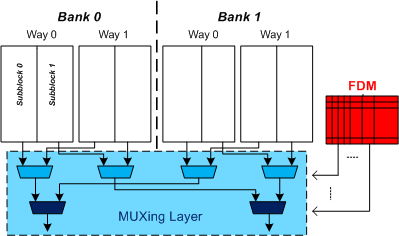 Bank 0 Bank 1
Way 0 Way 1 Way 0 Way 1
Subblock 0
Subblock 1
FDM
MUXing Layer